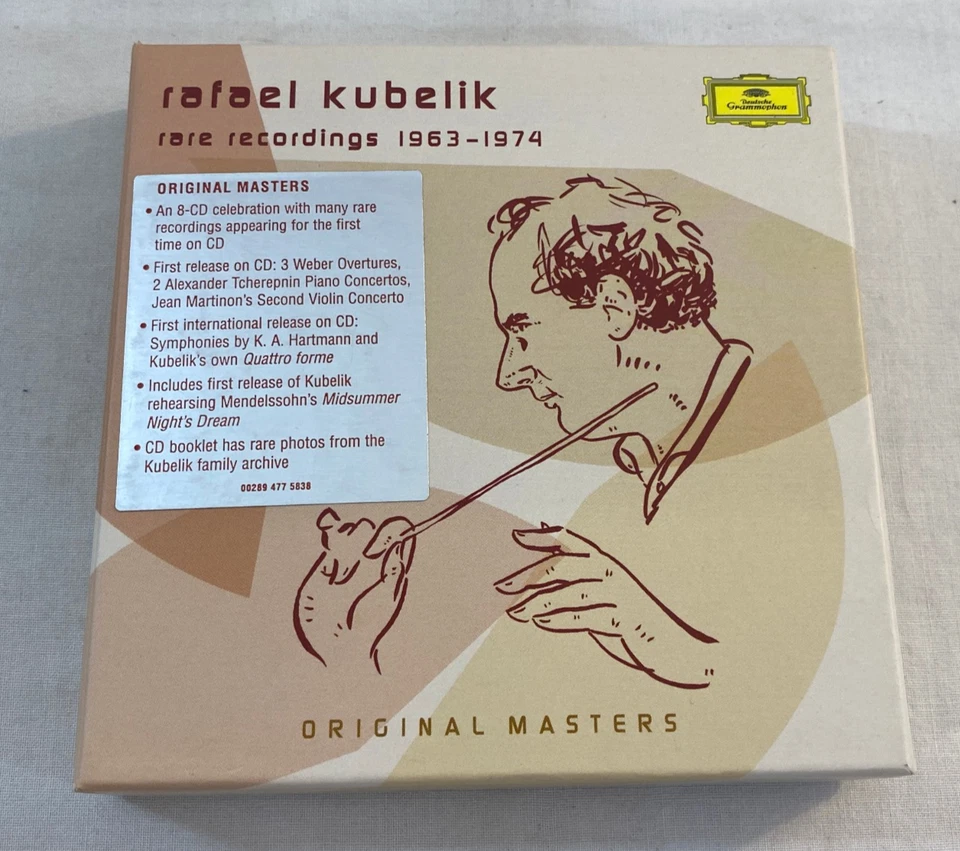 rafael kubelik
rare recordings 1963–1974
Deutsche
Grammophon
ORIGINAL MASTERS
• An 8-CD celebration with many rare
recordings appearing for the first
time on CD
• First release on CD: 3 Weber Overtures,
2 Alexander Tcherepnin Piano Concertos,
Jean Martinon's Second Violin Concerto
• First international release on CD:
Symphonies by K. A. Hartmann and
Kubelik's own Quattro forme
• Includes first release of Kubelik
rehearsing Mendelssohn's Midsummer
Night's Dream
• CD booklet has rare photos from the
Kubelik family archive
00289 477 5838
ORIGINAL MASTERS